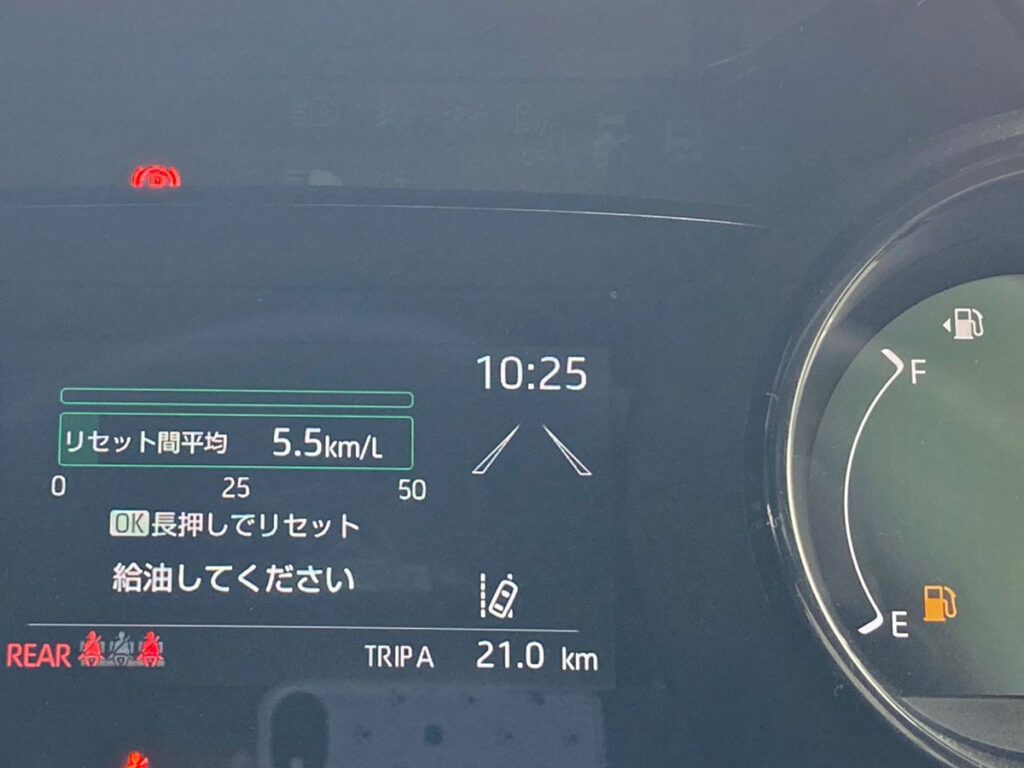 10:25
F
リセット間平均 5.5km/L
0 25 50
OK長押しでリセット
給油してください
E
REAR
TRIP A 21.0 km